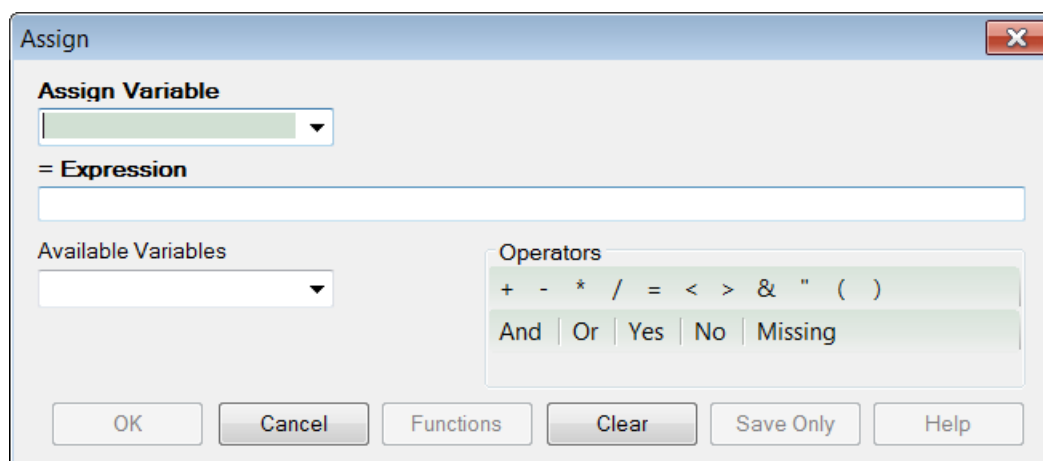 Assign
Assign Variable
= Expression
Available Variables
Operators
+ - * / = < > & " ( )
And Or Yes No Missing
OK Cancel Functions Clear Save Only Help